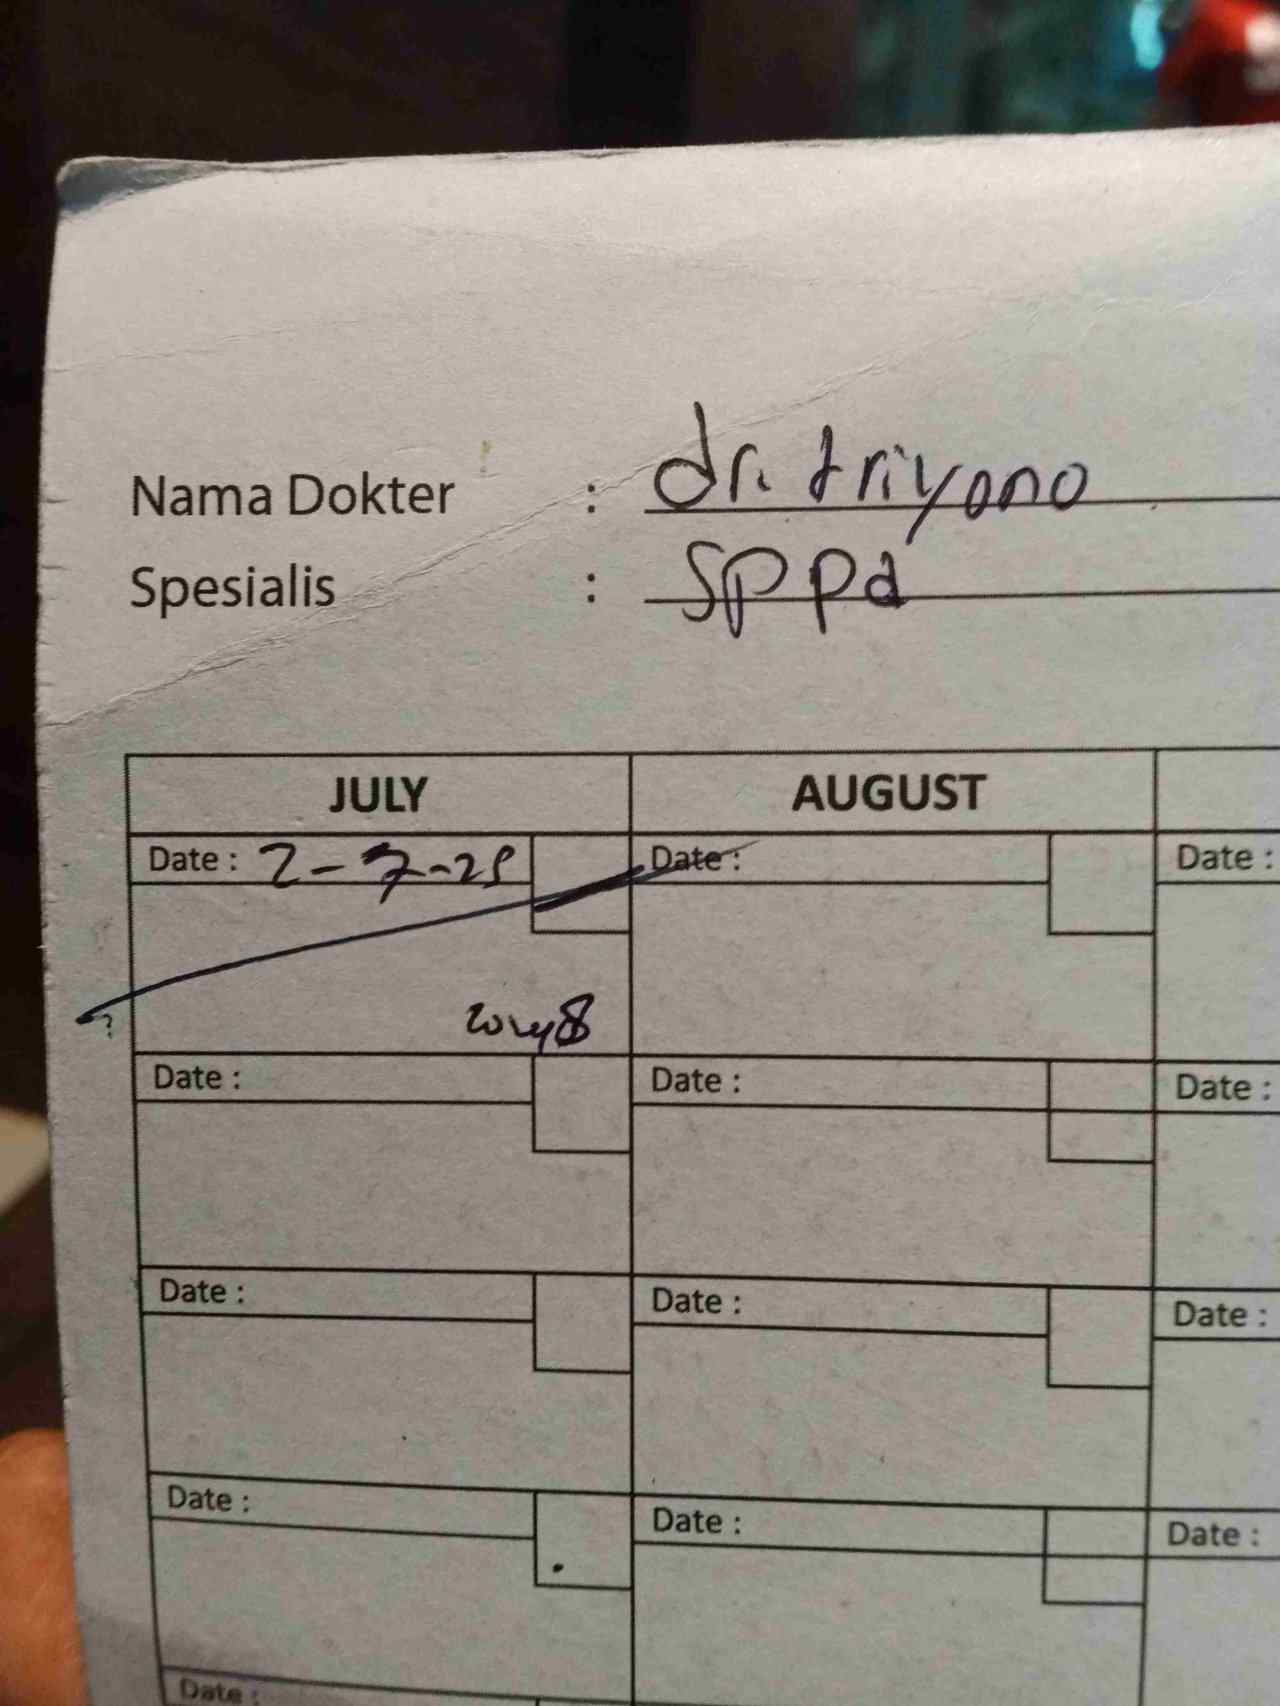 Nama Dokter : dr. triyono
Spesialis : sppd
JULY AUGUST
Date : 2-7-25 Date : Date :
Date : Date : Date :
Date : Date : Date :
Date : Date : Date :
Date :